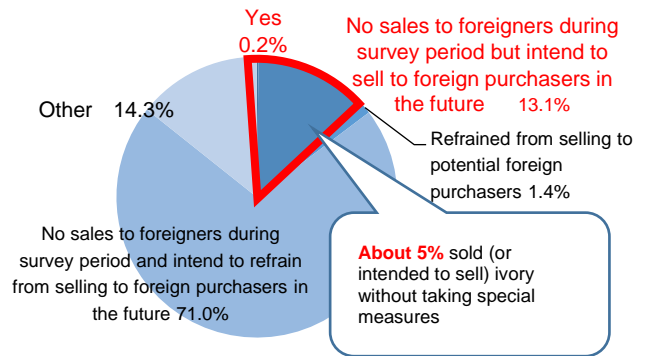 Yes
0.2%
No sales to foreigners during
survey period but intend to
sell to foreign purchasers in
the future 13.1%
Other 14.3%
Refrained from selling to
potential foreign
purchasers 1.4%
No sales to foreigners during
survey period and intend to refrain
from selling to foreign purchasers in
the future 71.0%
About 5% sold (or
intended to sell) ivory
without taking special
measures